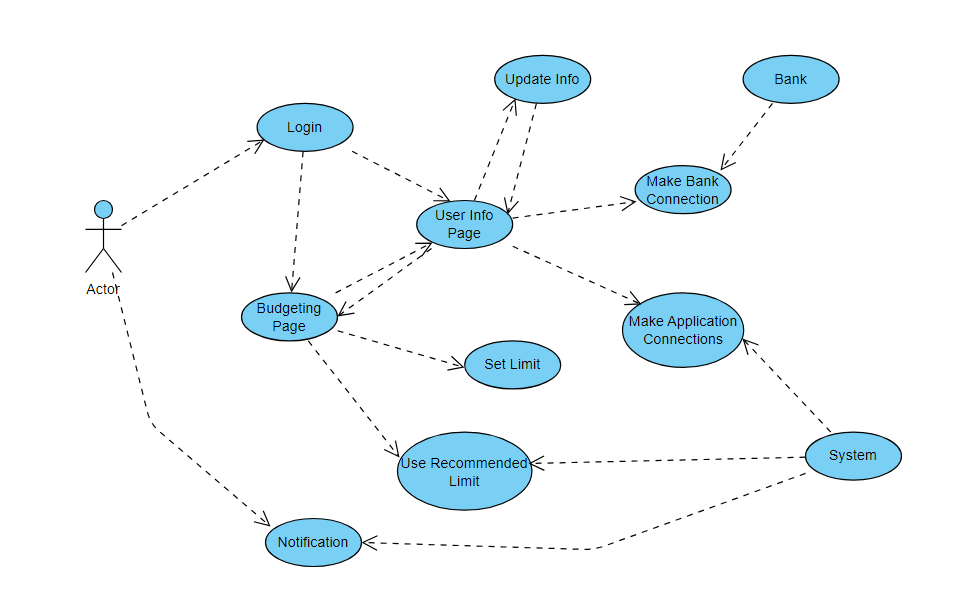 Update Info
Bank
Login
Make Bank
Connection
User Info
Page
Actor
Budgeting
Page
Make Application
Connections
Set Limit
System
Use Recommended
Limit
Notification